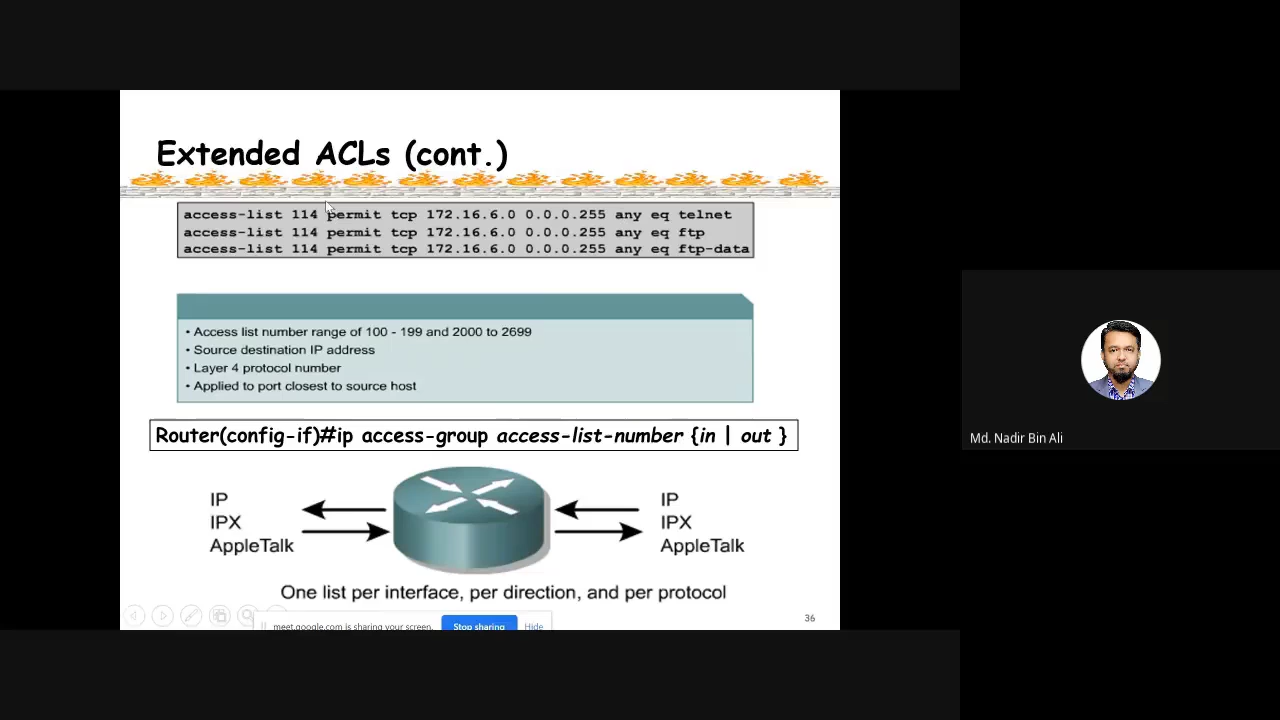 Extended ACLs (cont.)
access-list 114 permit tcp 172.16.6.0 0.0.0.255 any eq telnet
access-list 114 permit tcp 172.16.6.0 0.0.0.255 any eq ftp
access-list 114 permit tcp 172.16.6.0 0.0.0.255 any eq ftp-data
• Access list number range of 100 - 199 and 2000 to 2699
• Source destination IP address
• Layer 4 protocol number
• Applied to port closest to source host
Router(config-if)#ip access-group access-list-number {in | out }
IP
IPX
AppleTalk
IP
IPX
AppleTalk
One list per interface, per direction, and per protocol
36
meet.google.com is sharing your screen.
Stop sharing
Hide
Md. Nadir Bin Ali